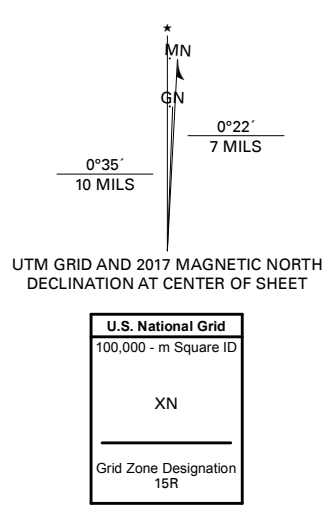 MN
GN
0°22´
7 MILS
0°35´
10 MILS
UTM GRID AND 2017 MAGNETIC NORTH
DECLINATION AT CENTER OF SHEET
U.S. National Grid
100,000 - m Square ID
XN
Grid Zone Designation
15R